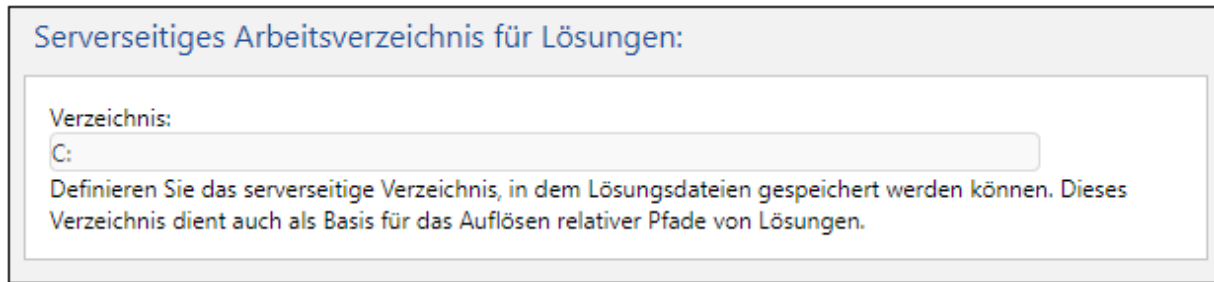 Serverseitiges Arbeitsverzeichnis für Lösungen:
Verzeichnis:
C:
Definieren Sie das serverseitige Verzeichnis, in dem Lösungsdateien gespeichert werden können. Dieses
Verzeichnis dient auch als Basis für das Auflösen relativer Pfade von Lösungen.